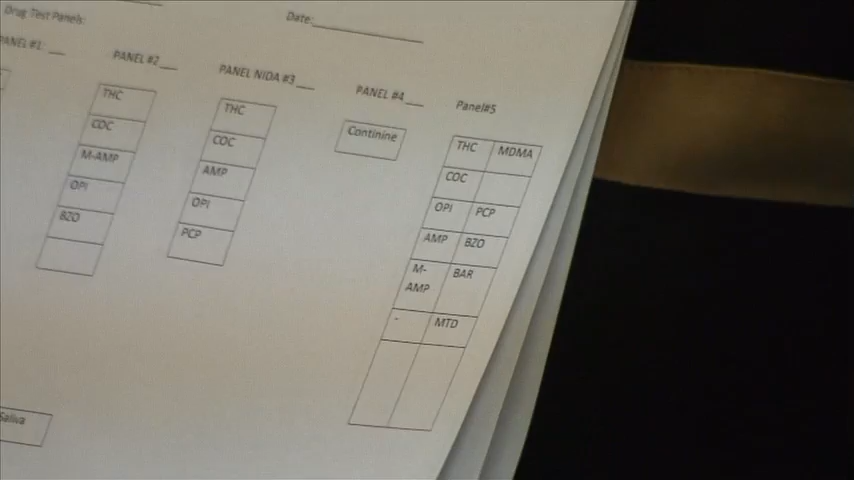 Drug Test Panels:
Date:
PANEL #1:
PANEL #2
PANEL NIDA #3
PANEL #4
Panel#5
THC
COC
M-AMP
OPI
BZO
THC
COC
AMP
OPI
PCP
Continine
THC MDMA
COC
OPI PCP
AMP BZO
M-
AMP BAR
- MTD
Saliva